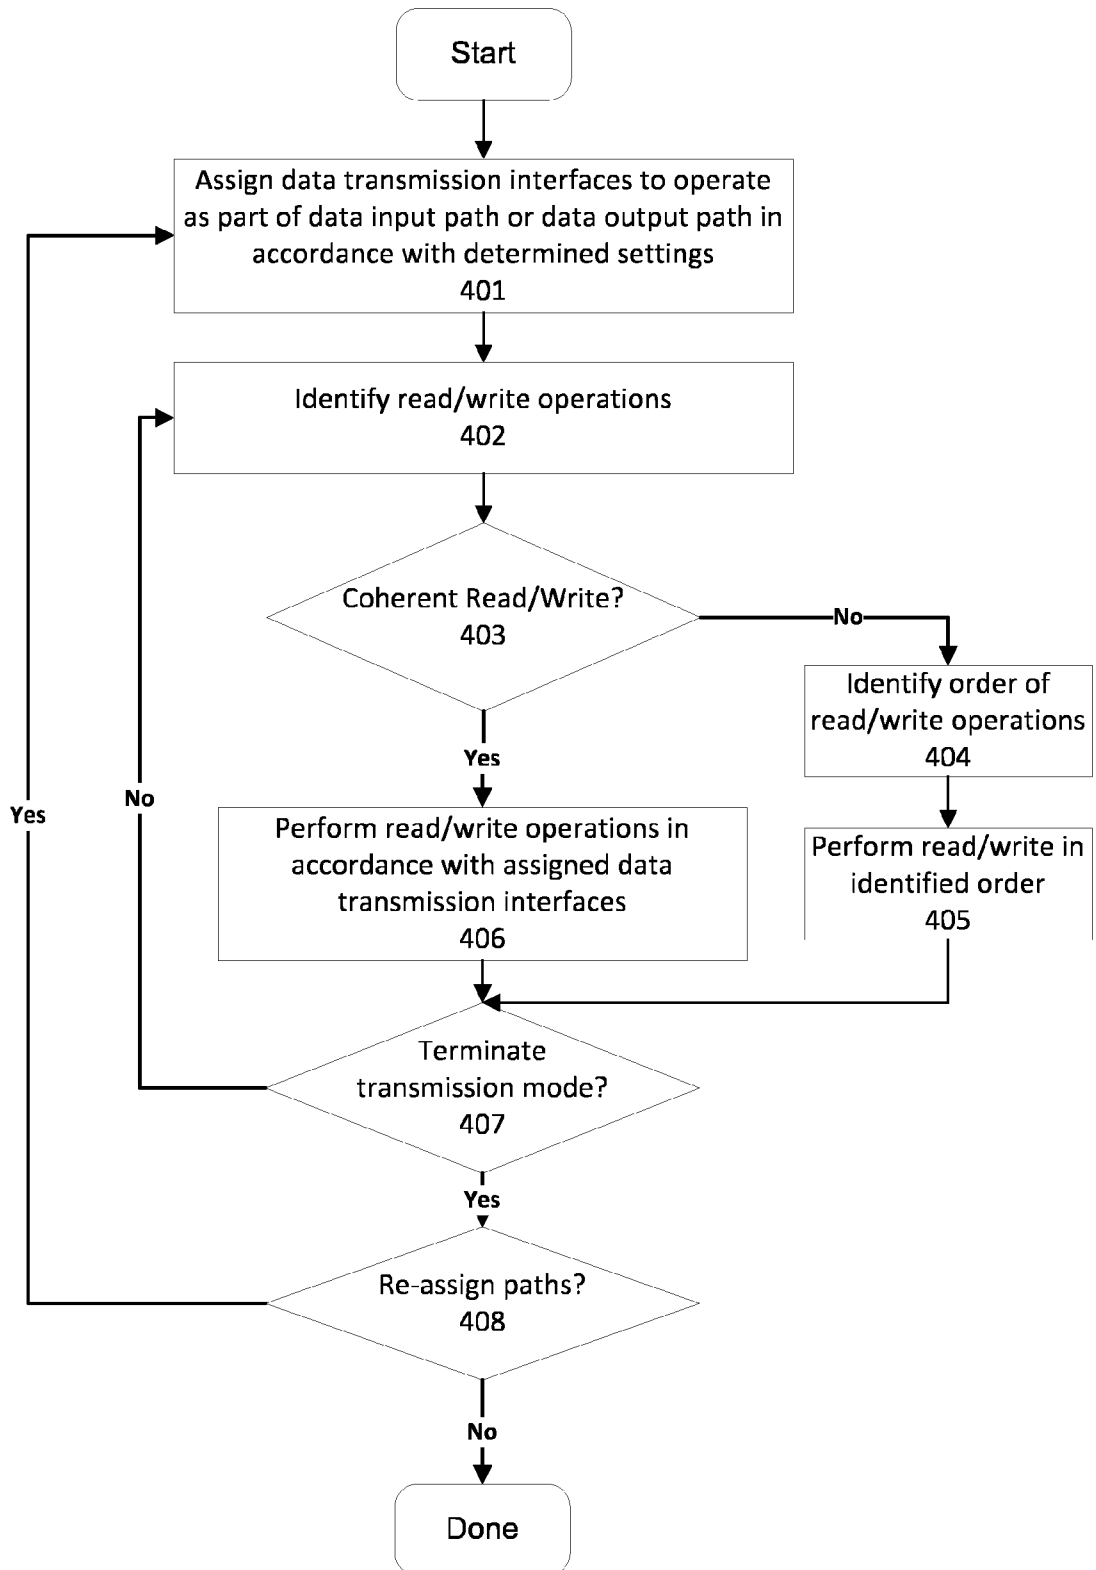 Start
Assign data transmission interfaces to operate
as part of data input path or data output path in
accordance with determined settings
401
Identify read/write operations
402
Coherent Read/Write?
403
No
Identify order of
read/write operations
404
Yes
Perform read/write operations in
accordance with assigned data
transmission interfaces
406
Perform read/write in
identified order
405
No
Yes
Terminate
transmission mode?
407
Yes
Re-assign paths?
408
No
Done